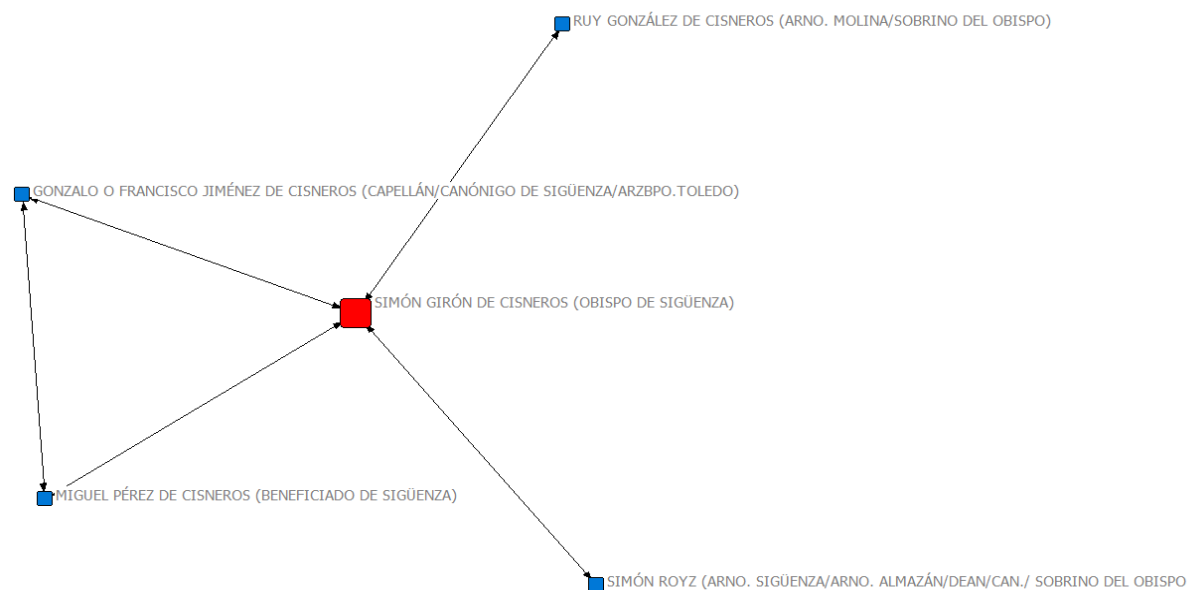 RUY GONZÁLEZ DE CISNEROS (ARNO. MOLINA/SOBRINO DEL OBISPO)
GONZALO O FRANCISCO JIMÉNEZ DE CISNEROS (CAPELLÁN/CANÓNIGO DE SIGÜENZA/ARZBPO.TOLEDO)
SIMÓN GIRÓN DE CISNEROS (OBISPO DE SIGÜENZA)
MIGUEL PÉREZ DE CISNEROS (BENEFICIADO DE SIGÜENZA)
SIMÓN ROYZ (ARNO. SIGÜENZA/ARNO. ALMAZÁN/DEAN/CAN./ SOBRINO DEL OBISPO